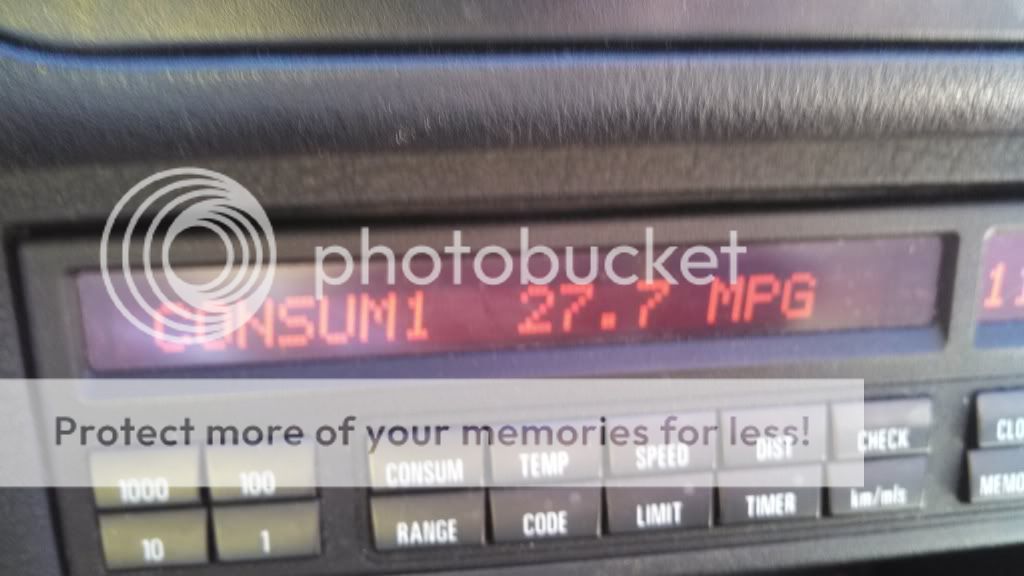 photobucket
CONSUM1 27.7 MPG
Protect more of your memories for less!
1000 100 CONSUM TEMP SPEED DIST CHECK
10 1 RANGE CODE LIMIT TIMER km/mls